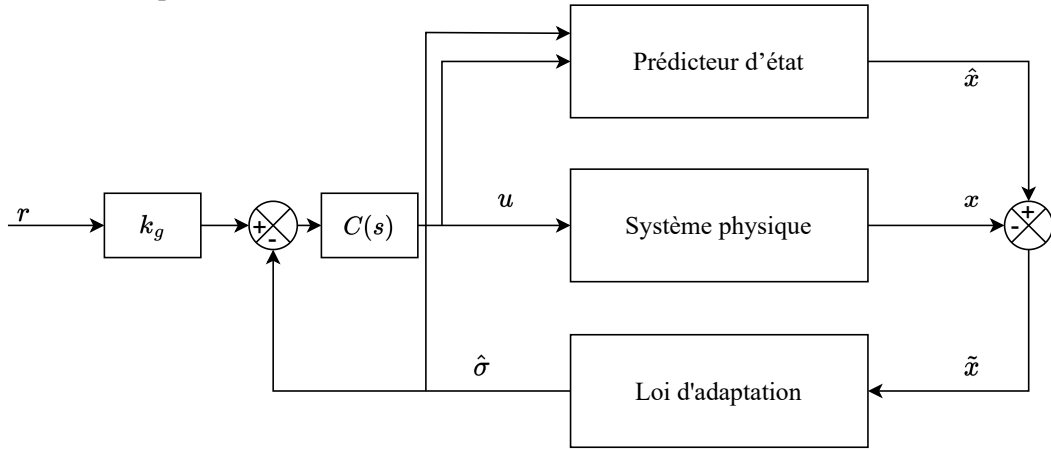 Prédicteur d’état
x̂
r
k_g
+
-
C(s)
u
Système physique
x
+
-
σ̂
Loi d'adaptation
x̃